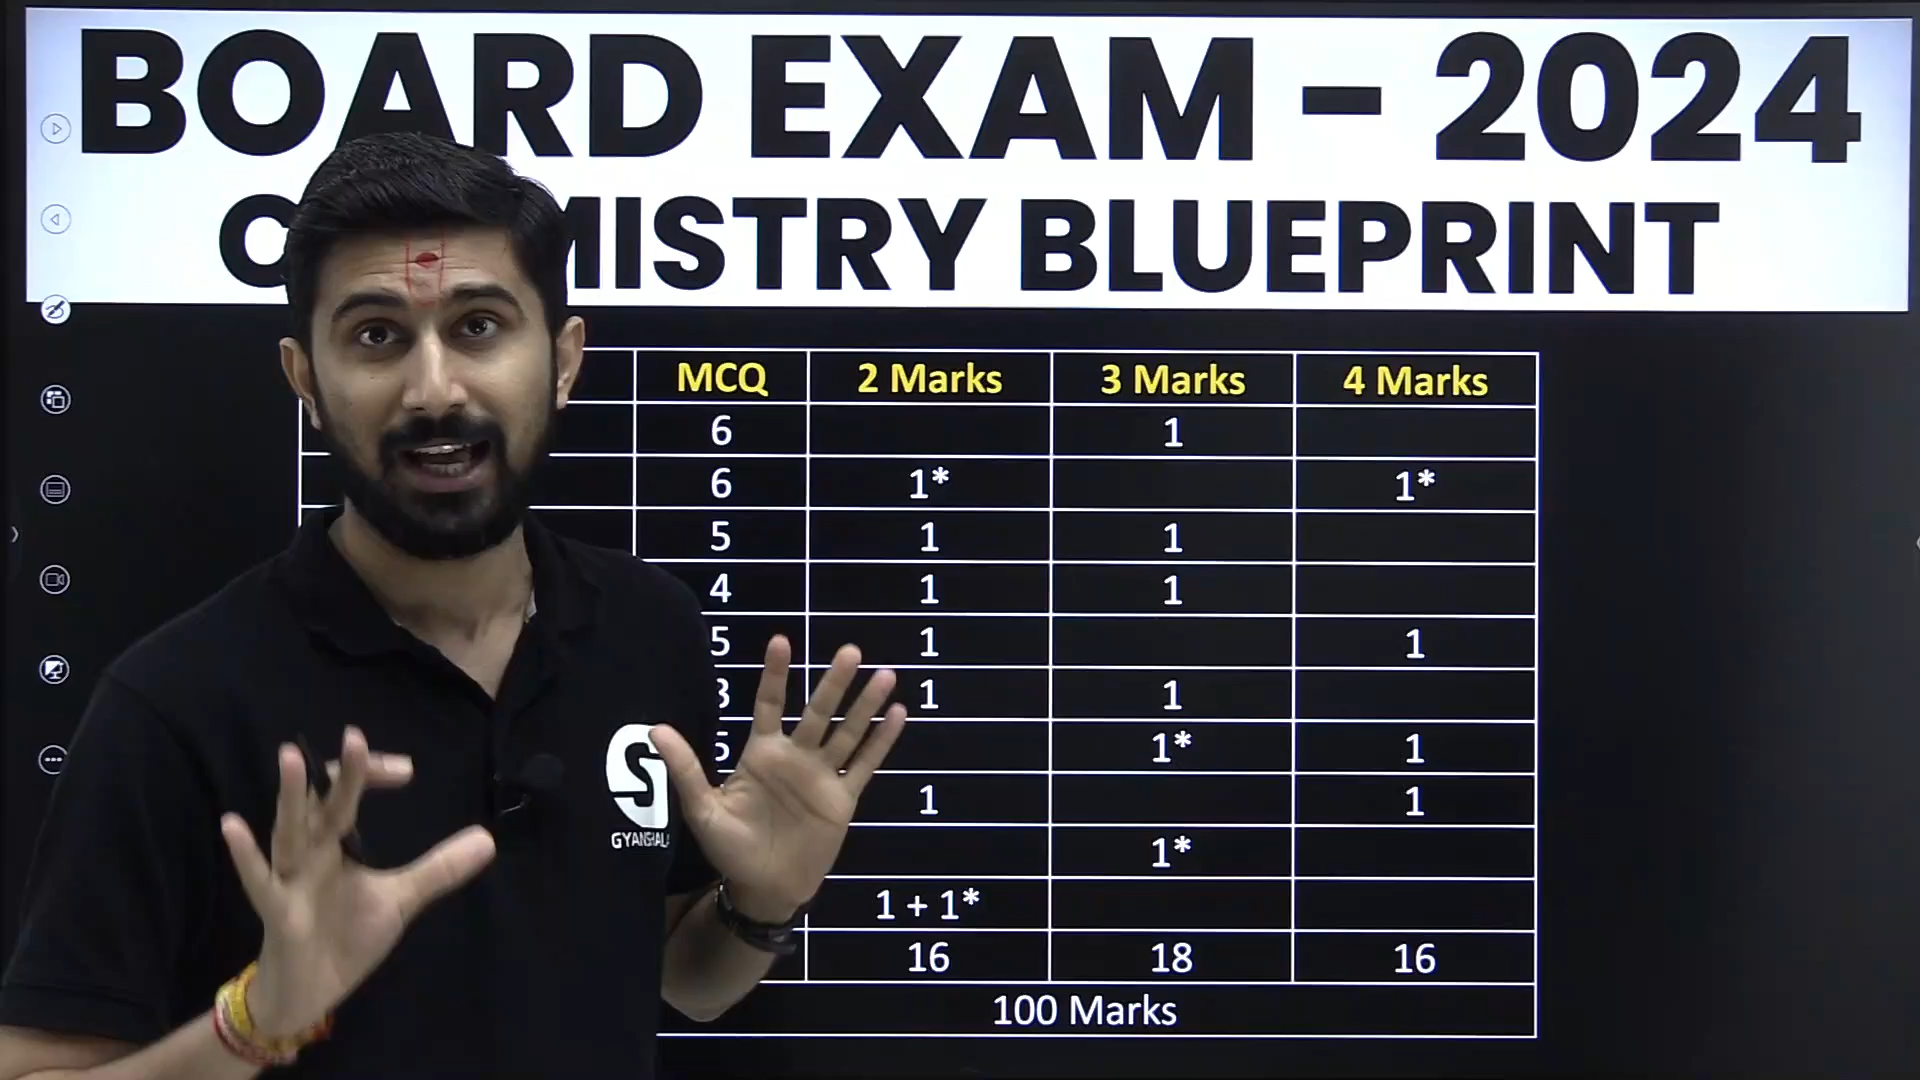 BOARD EXAM - 2024
CHEMISTRY BLUEPRINT
MCQ 2 Marks 3 Marks 4 Marks
6 1
6 1* 1*
5 1 1
4 1 1
5 1 1
3 1 1
5 1* 1
1 1
1*
1 + 1*
16 18 16
100 Marks
GYANSHALA